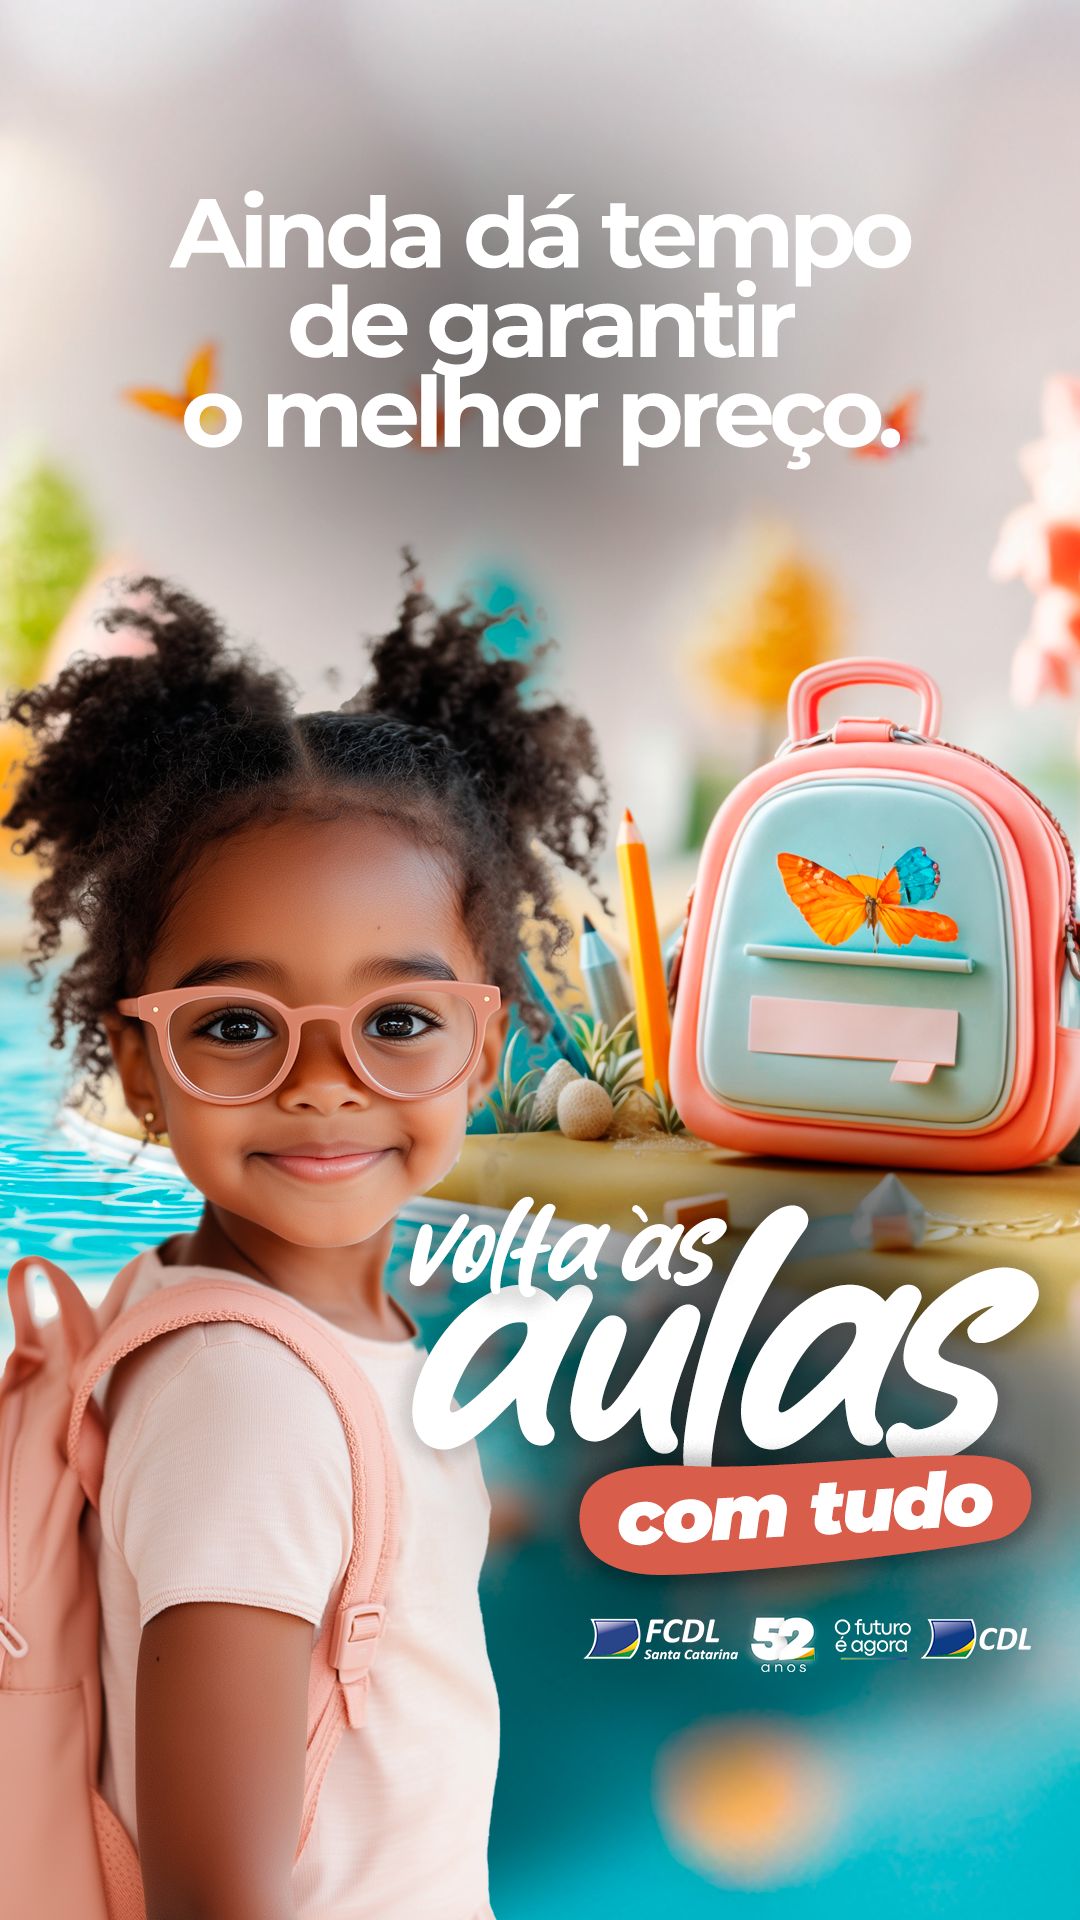 Ainda dá tempo
de garantir
o melhor preço.
volta às
aulas
com tudo
FCDL
Santa Catarina
52
anos
O futuro
é agora
CDL